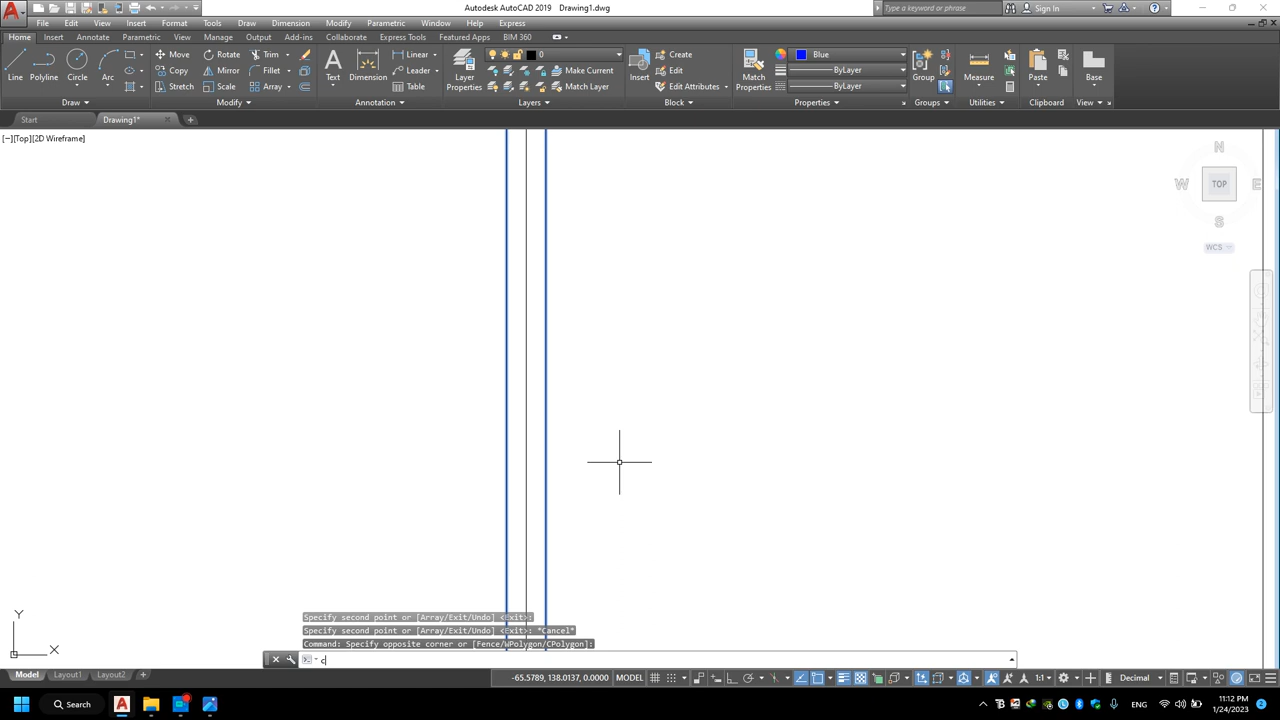 Autodesk AutoCAD 2019 Drawing1.dwg
Type a keyword or phrase
Sign In
File Edit View Insert Format Tools Draw Dimension Modify Parametric Window Help Express
Home Insert Annotate Parametric View Manage Output Add-ins Collaborate Express Tools Featured Apps BIM 360
Line Polyline Circle Arc
Draw
Move Rotate Trim
Copy Mirror Fillet
Stretch Scale Array
Modify
Text Dimension
Linear
Leader
Table
Annotation
Layer
Properties
0
Make Current
Match Layer
Layers
Insert
Create
Edit
Edit Attributes
Block
Match
Properties
Blue
ByLayer
ByLayer
Properties
Group
Groups
Measure
Utilities
Paste
Clipboard
Base
View
Start Drawing1*
[−][Top][2D Wireframe]
N
W TOP E
S
WCS
Y
X
Specify second point or [Array/Exit/Undo] <Exit>:
Specify second point or [Array/Exit/Undo] <Exit>: *Cancel*
Command: Specify opposite corner or [Fence/WPolygon/CPolygon]:
c
Model Layout1 Layout2
-65.5789, 138.0137, 0.0000 MODEL
1:1
Decimal
Search
ENG
11:12 PM
1/24/2023